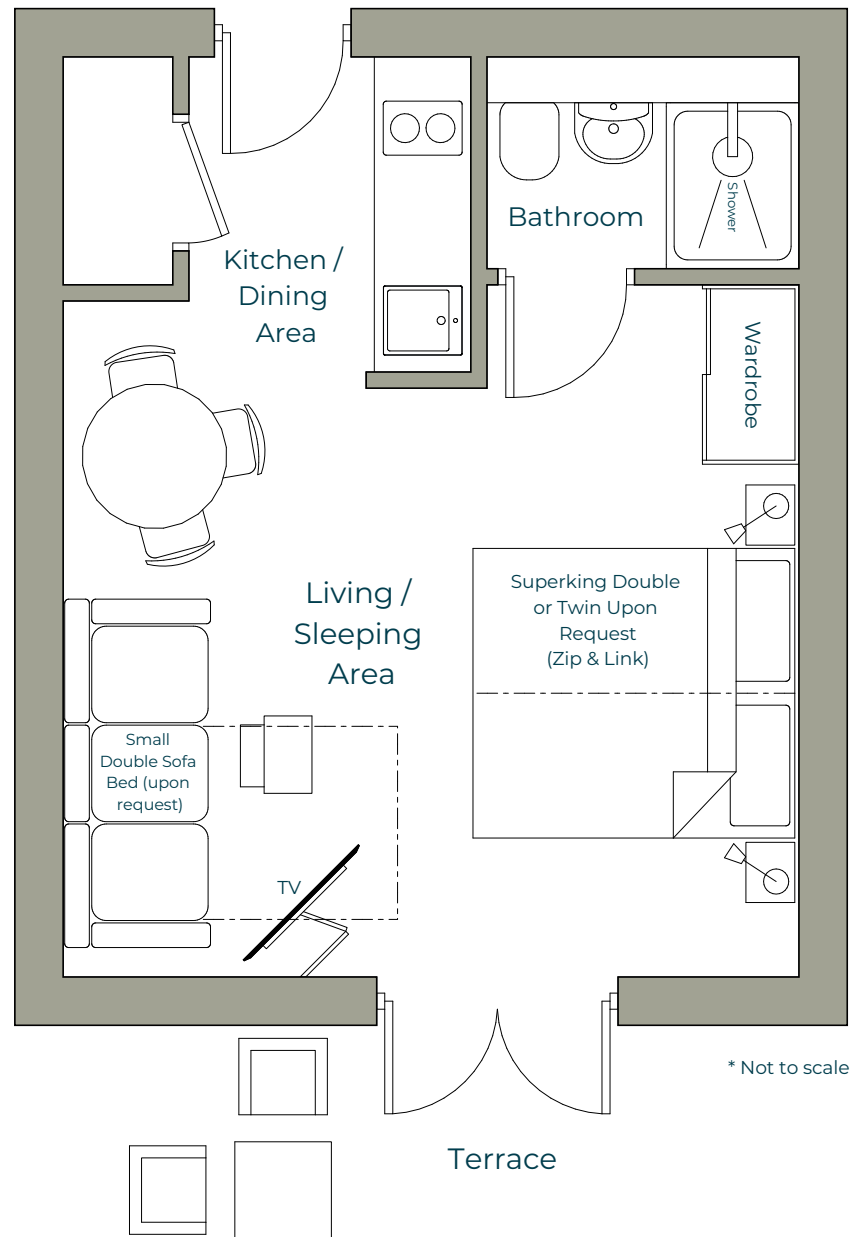 Shower
Bathroom
Kitchen /
Dining
Area
Wardrobe
Living /
Sleeping
Area
Superking Double
or Twin Upon
Request
(Zip & Link)
Small
Double Sofa
Bed (upon
request)
TV
* Not to scale
Terrace